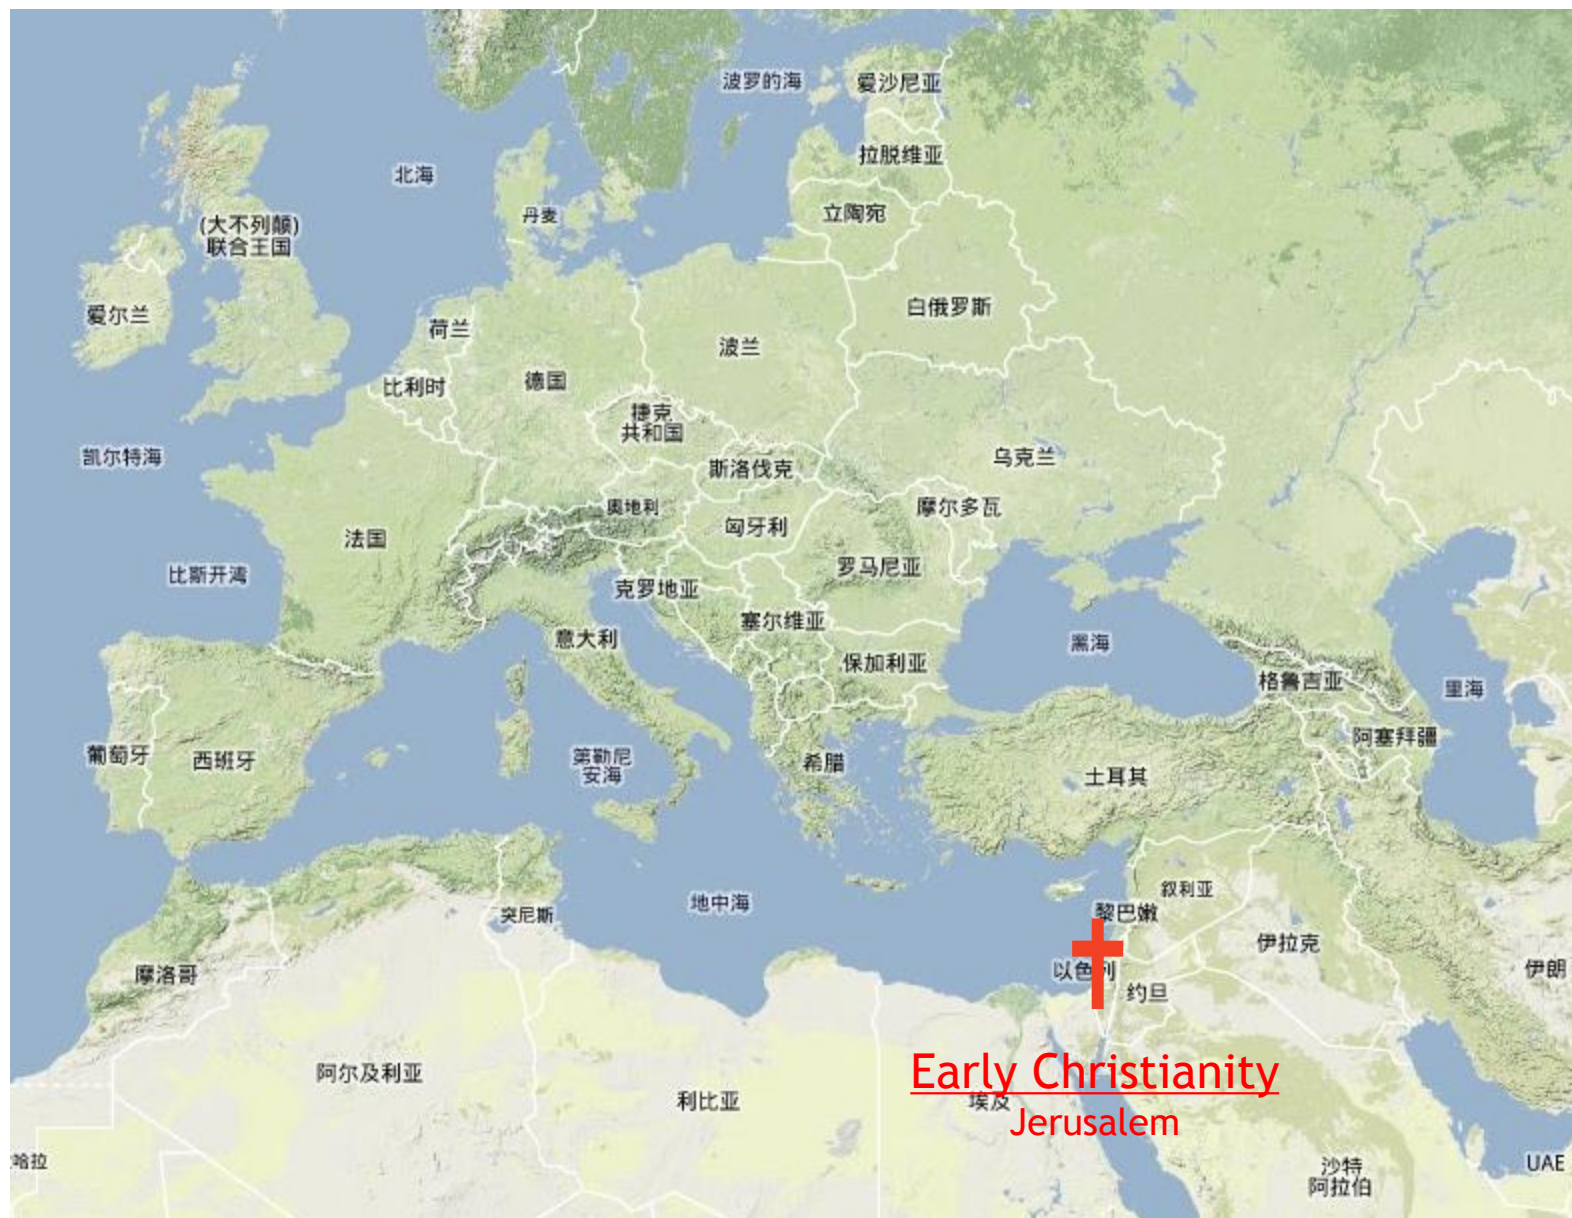 波罗的海
爱沙尼亚
拉脱维亚
北海
丹麦
立陶宛
(大不列颠)
联合王国
爱尔兰
白俄罗斯
荷兰
波兰
比利时
德国
捷克
共和国
凯尔特海
斯洛伐克
乌克兰
奥地利
摩尔多瓦
法国
匈牙利
比斯开湾
罗马尼亚
克罗地亚
塞尔维亚
意大利
黑海
保加利亚
格鲁吉亚
里海
阿塞拜疆
葡萄牙
西班牙
第勒尼
安海
希腊
土耳其
叙利亚
地中海
突尼斯
黎巴嫩
伊拉克
摩洛哥
以色列
伊朗
约旦
阿尔及利亚
Early Christianity
利比亚
埃及
Jerusalem
哈拉
沙特
阿拉伯
UAE